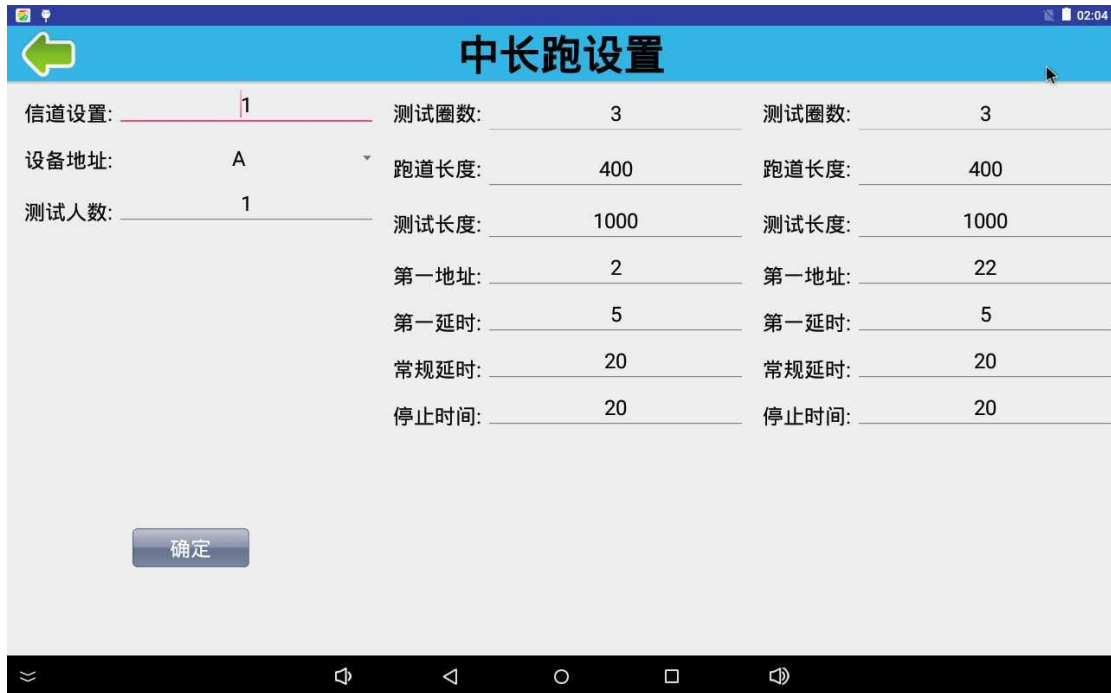 02:04
中长跑设置
信道设置: 1
设备地址: A
测试人数: 1
测试圈数: 3
跑道长度: 400
测试长度: 1000
第一地址: 2
第一延时: 5
常规延时: 20
停止时间: 20
测试圈数: 3
跑道长度: 400
测试长度: 1000
第一地址: 22
第一延时: 5
常规延时: 20
停止时间: 20
确定